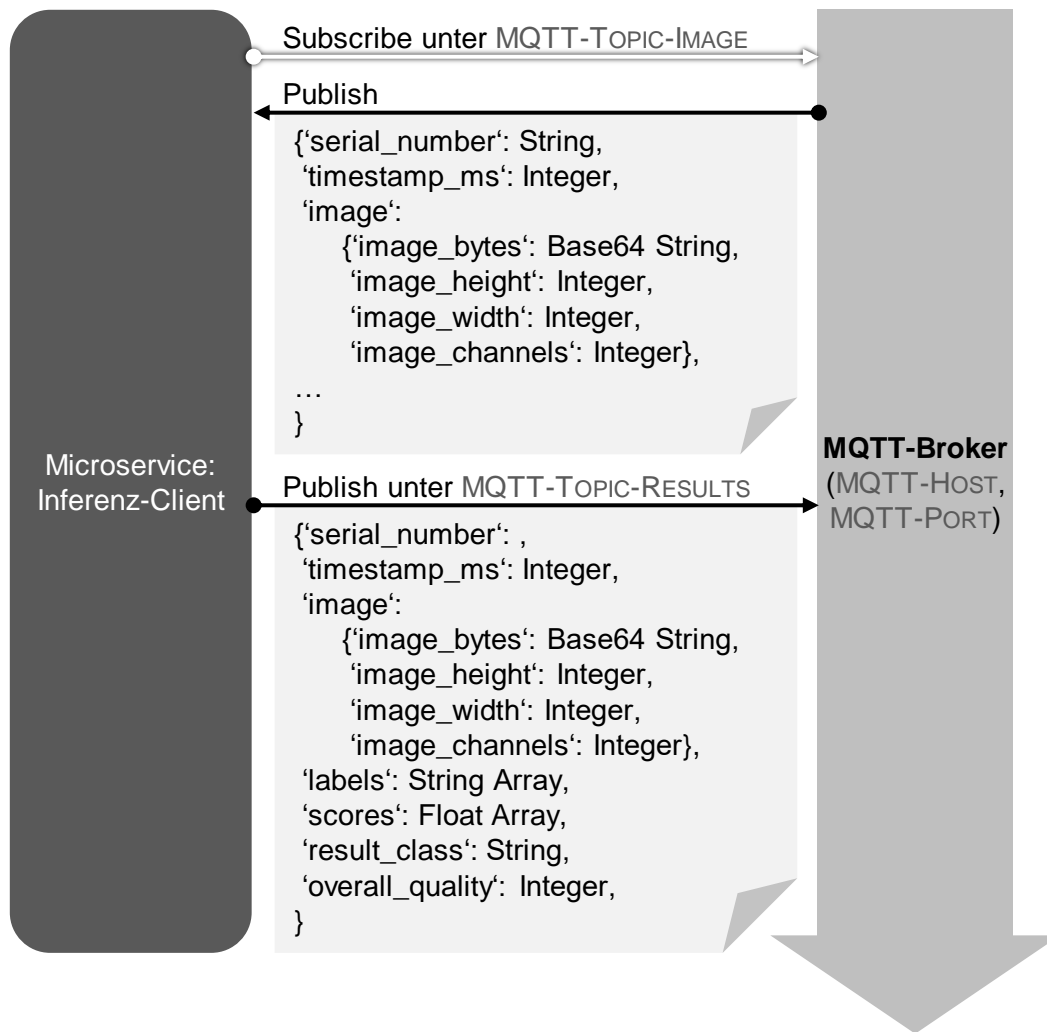 Subscribe unter MQTT-TOPIC-IMAGE
Publish
{‘serial_number‘: String,
‘timestamp_ms‘: Integer,
‘image‘:
{‘image_bytes‘: Base64 String,
‘image_height‘: Integer,
‘image_width‘: Integer,
‘image_channels‘: Integer},
…
}
Microservice:
Inferenz-Client
MQTT-Broker
(MQTT-HOST,
MQTT-PORT)
Publish unter MQTT-TOPIC-RESULTS
{‘serial_number‘: ,
‘timestamp_ms‘: Integer,
‘image‘:
{‘image_bytes‘: Base64 String,
‘image_height‘: Integer,
‘image_width‘: Integer,
‘image_channels‘: Integer},
‘labels‘: String Array,
‘scores‘: Float Array,
‘result_class‘: String,
‘overall_quality‘: Integer,
}